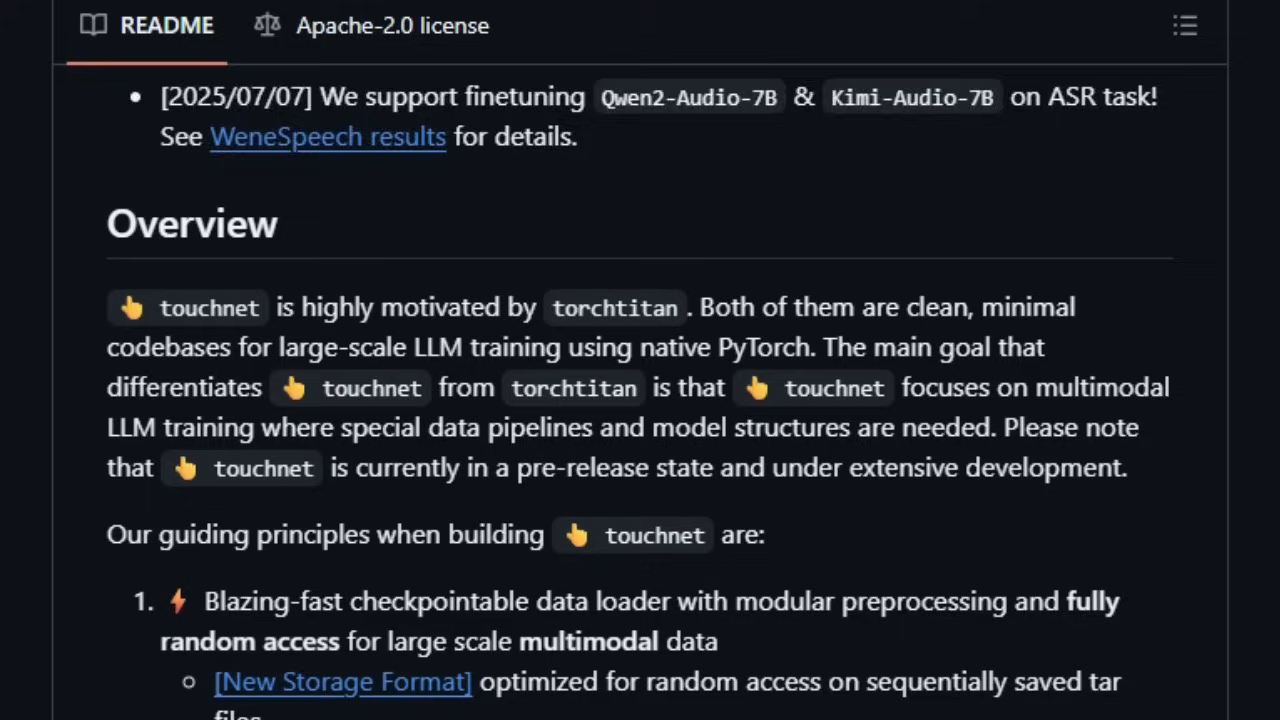 README Apache-2.0 license
• [2025/07/07] We support finetuning Qwen2-Audio-7B & Kimi-Audio-7B on ASR task!
See WeneSpeech results for details.
Overview
👆 touchnet is highly motivated by torchtitan. Both of them are clean, minimal
codebases for large-scale LLM training using native PyTorch. The main goal that
differentiates 👆 touchnet from torchtitan is that 👆 touchnet focuses on multimodal
LLM training where special data pipelines and model structures are needed. Please note
that 👆 touchnet is currently in a pre-release state and under extensive development.
Our guiding principles when building 👆 touchnet are:
1. ⚡ Blazing-fast checkpointable data loader with modular preprocessing and fully
random access for large scale multimodal data
○ [New Storage Format] optimized for random access on sequentially saved tar
files